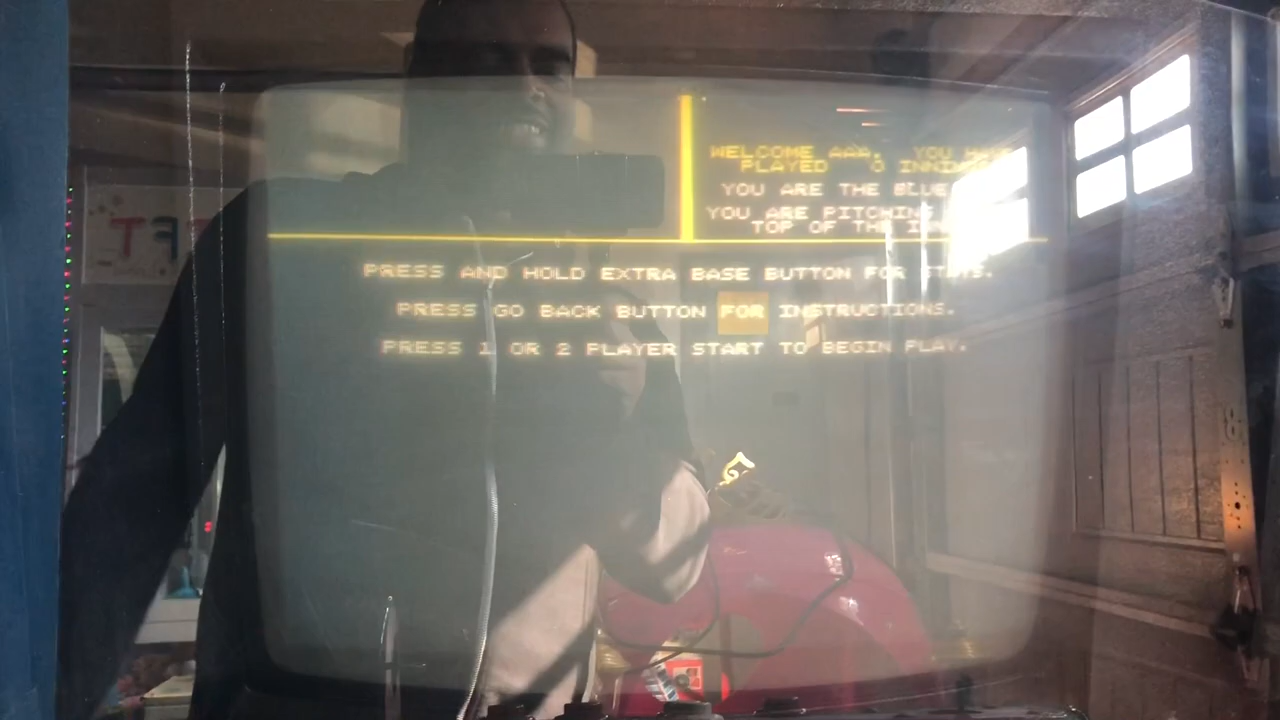 WELCOME AAA. YOU
PLAYED 0
YOU ARE THE BLUE
YOU ARE PITCHING
TOP OF THE
PRESS AND HOLD EXTRA BASE BUTTON FOR STATS.
PRESS GO BACK BUTTON FOR INSTRUCTIONS.
PRESS 1 OR 2 PLAYER START TO BEGIN PLAY.